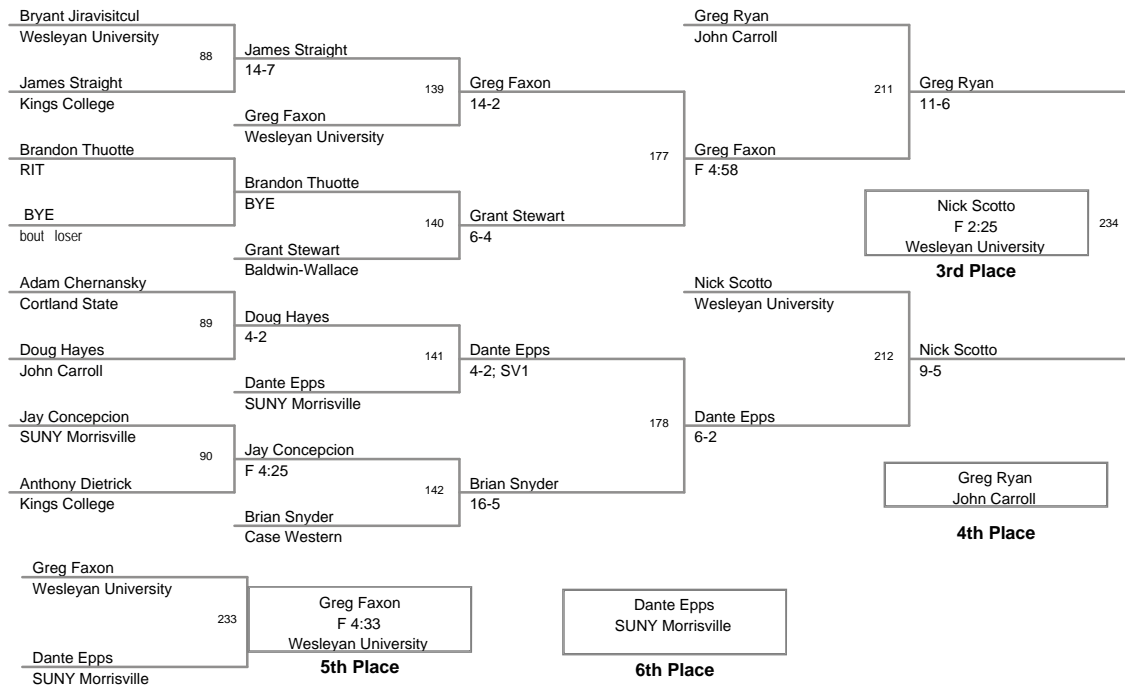 Bryant Jiravisitcul
Wesleyan University
88
James Straight
Kings College
Brandon Thuotte
RIT
BYE
bout loser
Adam Chernansky
Cortland State
89
Doug Hayes
John Carroll
Jay Concepcion
SUNY Morrisville
90
Anthony Dietrick
Kings College
James Straight
14-7
139
Greg Faxon
Wesleyan University
Brandon Thuotte
BYE
140
Grant Stewart
Baldwin-Wallace
Doug Hayes
4-2
141
Dante Epps
SUNY Morrisville
Jay Concepcion
F 4:25
142
Brian Snyder
Case Western
Greg Faxon
14-2
177
Grant Stewart
6-4
Dante Epps
4-2; SV1
178
Brian Snyder
16-5
Greg Ryan
John Carroll
211
Greg Faxon
F 4:58
Nick Scotto
Wesleyan University
212
Dante Epps
6-2
Greg Ryan
11-6
Nick Scotto
F 2:25
Wesleyan University
234
3rd Place
Nick Scotto
9-5
Greg Ryan
John Carroll
4th Place
Greg Faxon
Wesleyan University
233
Dante Epps
SUNY Morrisville
Greg Faxon
F 4:33
Wesleyan University
5th Place
Dante Epps
SUNY Morrisville
6th Place